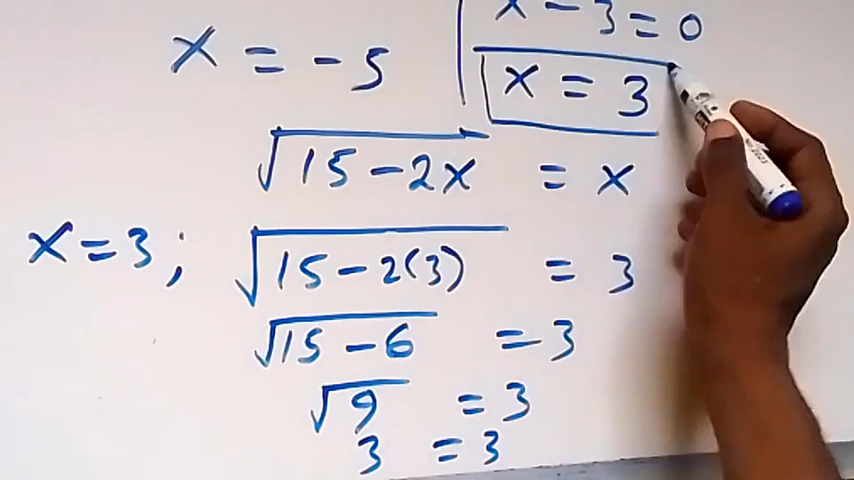 x - 3 = 0
x = -5
x = 3
√15-2x = x
x = 3; √15-2(3) = 3
√15-6 = 3
√9 = 3
3 = 3